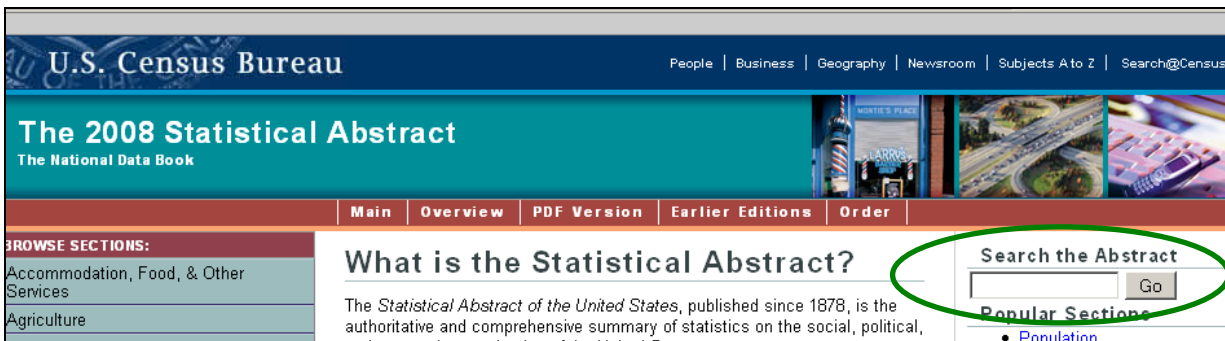 U.S. Census Bureau
People | Business | Geography | Newsroom | Subjects A to Z | Search@Census
The 2008 Statistical Abstract
The National Data Book
MONTIE'S PLACE
LARRY'S
Main | Overview | PDF Version | Earlier Editions | Order
BROWSE SECTIONS:
Accommodation, Food, & Other
Services
Agriculture
What is the Statistical Abstract?
The Statistical Abstract of the United States, published since 1878, is the
authoritative and comprehensive summary of statistics on the social, political,
Search the Abstract
Go
Popular Sections
• Population